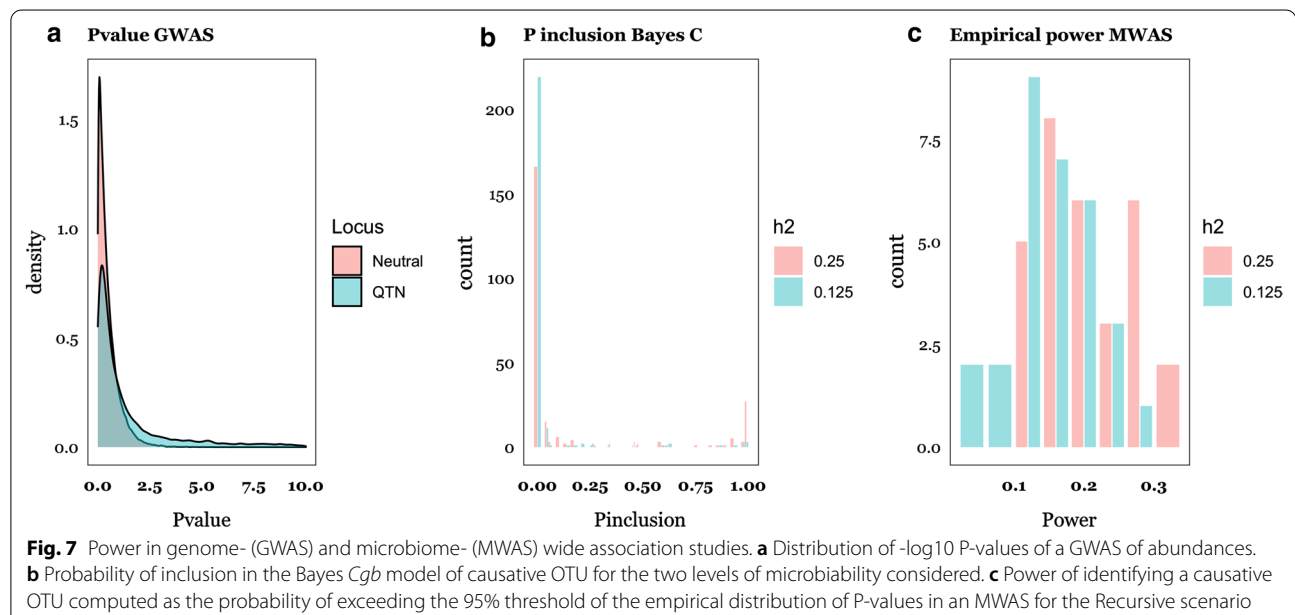 a Pvalue GWAS
1.5
1.0
0.5
0.0
density
0.0 2.5 5.0 7.5 10.0
Pvalue
Locus
Neutral
QTN
b P inclusion Bayes C
200
150
100
50
0
count
0.00 0.25 0.50 0.75 1.00
Pinclusion
h2
0.25
0.125
c Empirical power MWAS
7.5
5.0
2.5
0.0
count
0.1 0.2 0.3
Power
h2
0.25
0.125
Fig. 7 Power in genome- (GWAS) and microbiome- (MWAS) wide association studies. a Distribution of -log10 P-values of a GWAS of abundances.
b Probability of inclusion in the Bayes Cgb model of causative OTU for the two levels of microbiability considered. c Power of identifying a causative
OTU computed as the probability of exceeding the 95% threshold of the empirical distribution of P-values in an MWAS for the Recursive scenario